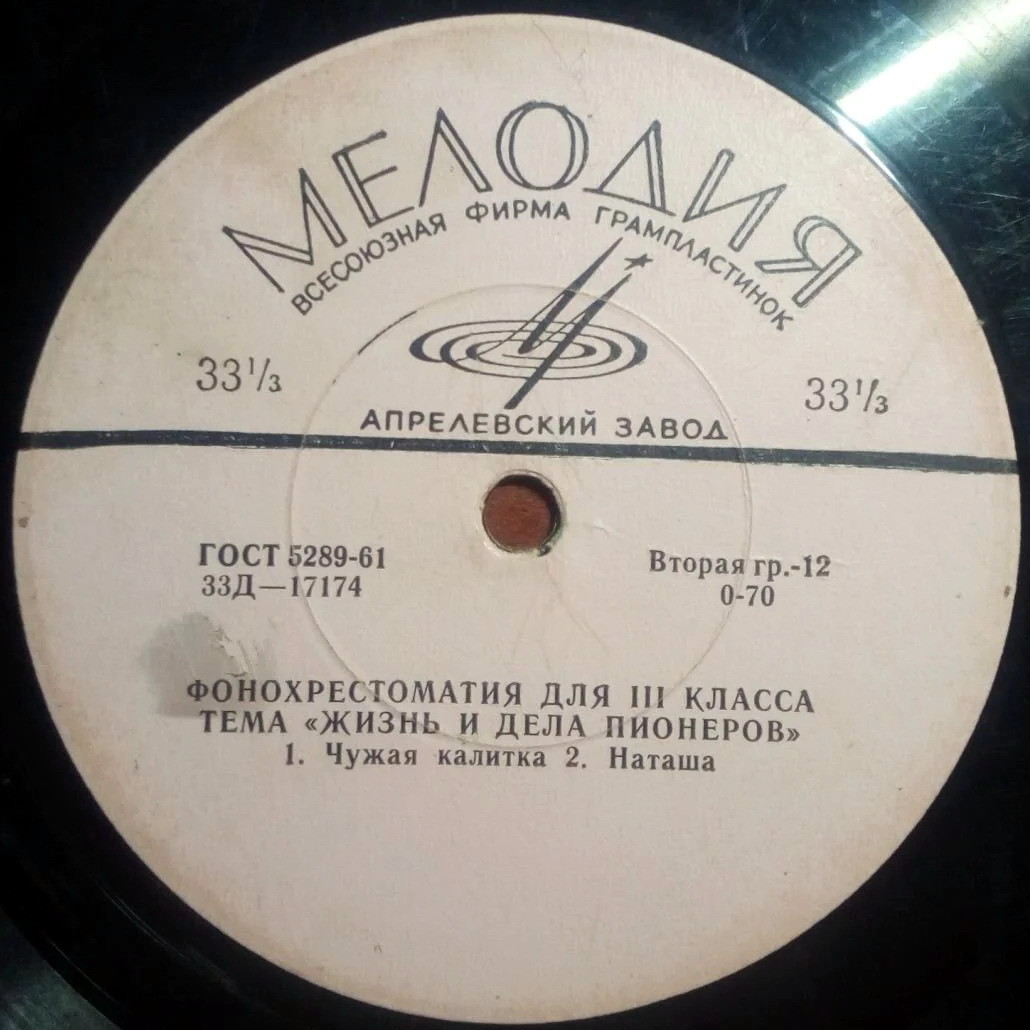 МЕЛОДИЯ
ВСЕСОЮЗНАЯ ФИРМА ГРАМПЛАСТИНОК
33⅓ 33⅓
АПРЕЛЕВСКИЙ ЗАВОД
ГОСТ 5289-61 Вторая гр.-12
33Д—17174 0-70
ФОНОХРЕСТОМАТИЯ ДЛЯ III КЛАССА
ТЕМА «ЖИЗНЬ И ДЕЛА ПИОНЕРОВ»
1. Чужая калитка 2. Наташа